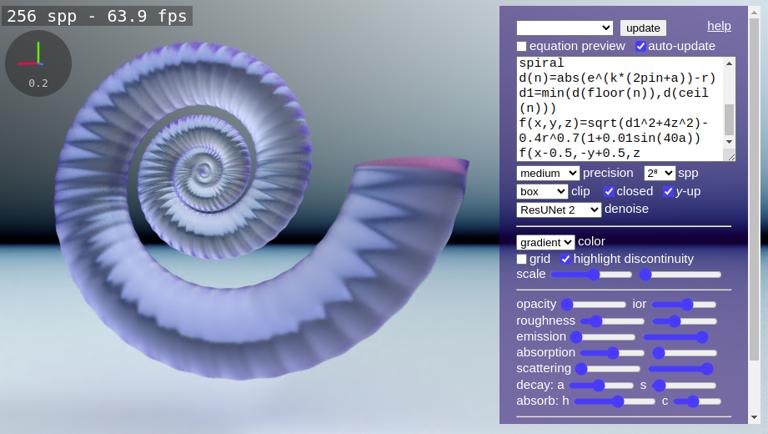 256 spp - 63.9 fps
0.2
update
help
equation preview
auto-update
spiral
d(n)=abs(e^(k*(2pin+a))-r)
d1=min(d(floor(n)),d(ceil
(n)))
f(x,y,z)=sqrt(d1^2+4z^2)-
0.4r^0.7(1+0.01sin(40a))
f(x-0.5,-y+0.5,z
medium precision 2⁸ spp
box clip closed y-up
ResUNet 2 denoise
gradient color
grid highlight discontinuity
scale
opacity ior
roughness
emission
absorption
scattering
decay: a s
absorb: h c